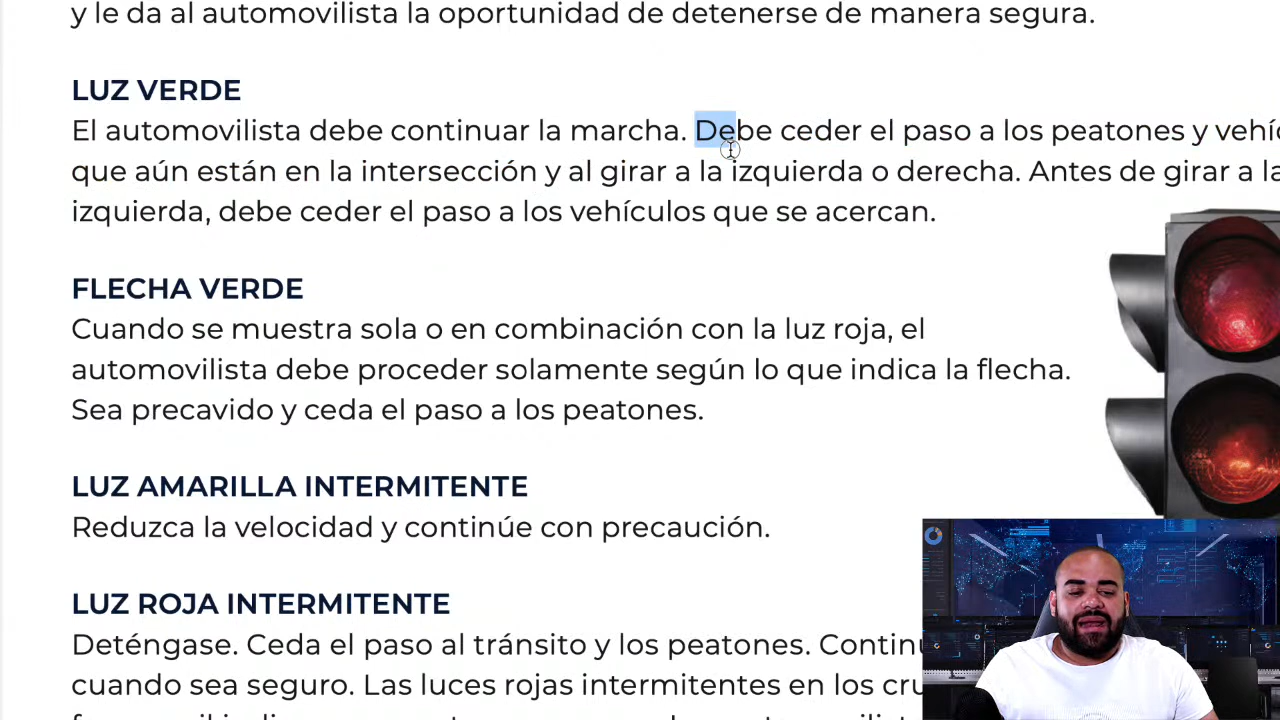 y le da al automovilista la oportunidad de detenerse de manera segura.
LUZ VERDE
El automovilista debe continuar la marcha. Debe ceder el paso a los peatones y
que aún están en la intersección y al girar a la izquierda o derecha. Antes de girar a la
izquierda, debe ceder el paso a los vehículos que se acercan.
FLECHA VERDE
Cuando se muestra sola o en combinación con la luz roja, el
automovilista debe proceder solamente según lo que indica la flecha.
Sea precavido y ceda el paso a los peatones.
LUZ AMARILLA INTERMITENTE
Reduzca la velocidad y continúe con precaución.
LUZ ROJA INTERMITENTE
Deténgase. Ceda el paso al tránsito y los peatones.
cuando sea seguro. Las luces rojas intermitentes en los